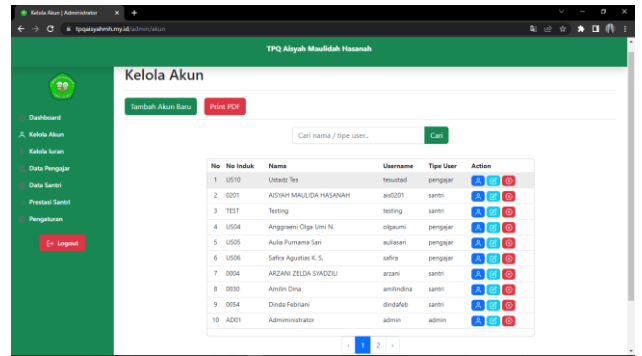 Kelola Akun | Administrator
tpqaisyahmh.my.id/admin/akun
TPQ Aisyah Maulidah Hasanah
Kelola Akun
Tambah Akun Baru Print PDF
Dashboard
Kelola Akun
Kelola Iuran
Data Pengajar
Data Santri
Prestasi Santri
Pengaturan
Logout
Cari nama / tipe user.. Cari
No No Induk Nama Username Tipe User Action
1 US10 Ustadz Tes tesustad pengajar
2 0201 AISYAH MAULIDA HASANAH ais0201 santri
3 TEST Testing testing santri
4 US04 Anggraeni Olga Umi N. olgaumi pengajar
5 US05 Aulia Purnama Sari auliasari pengajar
6 US06 Safira Agustias K. S. safira pengajar
7 0004 ARZANI ZELDA SYADZILI arzani santri
8 0030 Amilin Dina amilindina santri
9 0054 Dinda Febriani dindafeb santri
10 AD01 Admininistrator admin admin
‹ 1 2 ›